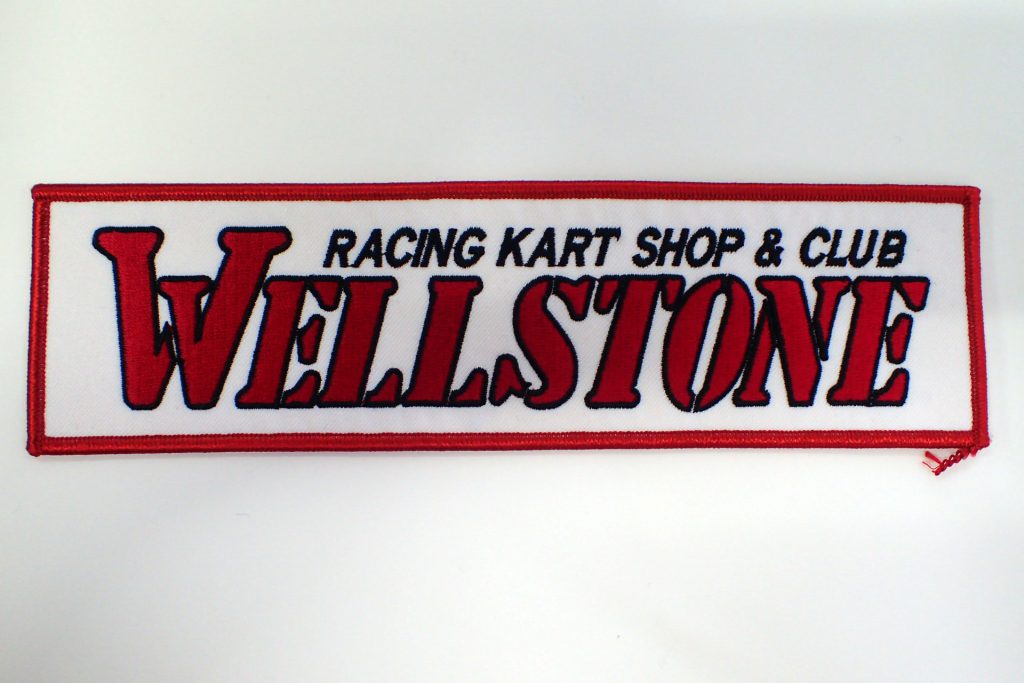 RACING KART SHOP & CLUB
WELLSTONE